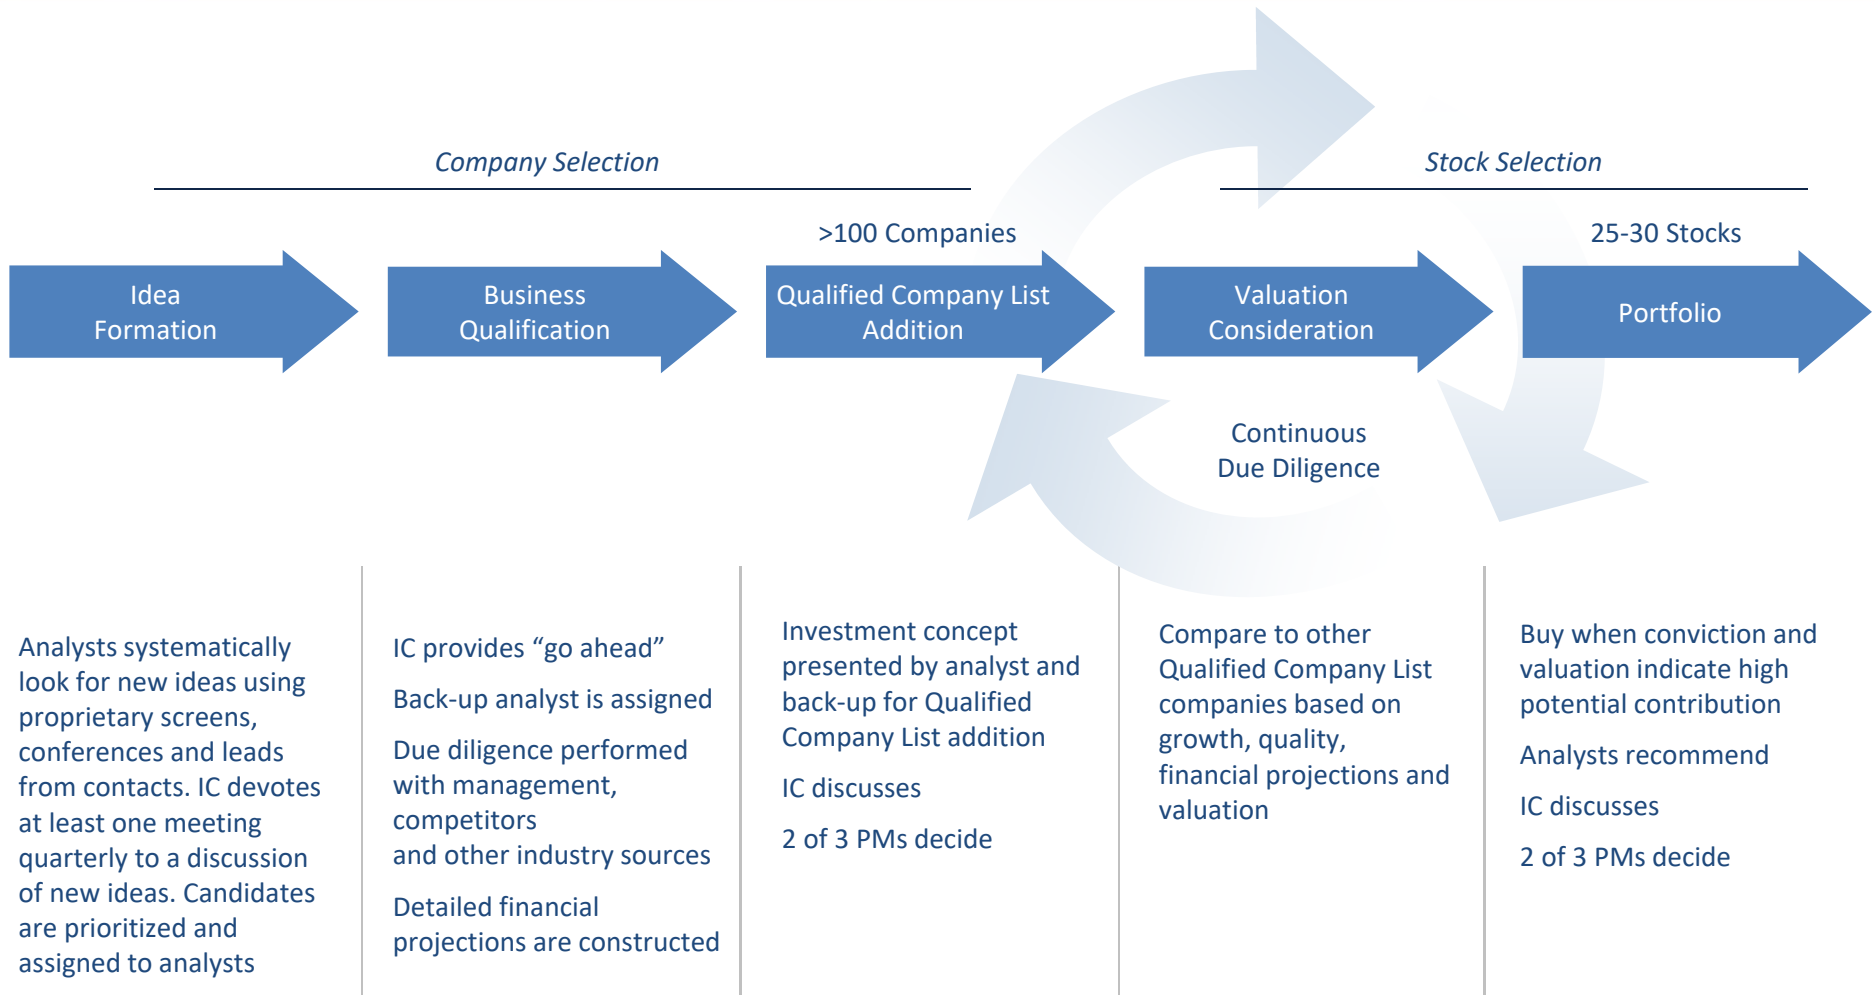 Company Selection
Stock Selection
>100 Companies
25-30 Stocks
Idea
Formation
Business
Qualification
Qualified Company List
Addition
Valuation
Consideration
Portfolio
Continuous
Due Diligence
Analysts systematically
look for new ideas using
proprietary screens,
conferences and leads
from contacts. IC devotes
at least one meeting
quarterly to a discussion
of new ideas. Candidates
are prioritized and
assigned to analysts
IC provides “go ahead”
Back-up analyst is assigned
Due diligence performed
with management,
competitors
and other industry sources
Detailed financial
projections are constructed
Investment concept
presented by analyst and
back-up for Qualified
Company List addition
IC discusses
2 of 3 PMs decide
Compare to other
Qualified Company List
companies based on
growth, quality,
financial projections and
valuation
Buy when conviction and
valuation indicate high
potential contribution
Analysts recommend
IC discusses
2 of 3 PMs decide